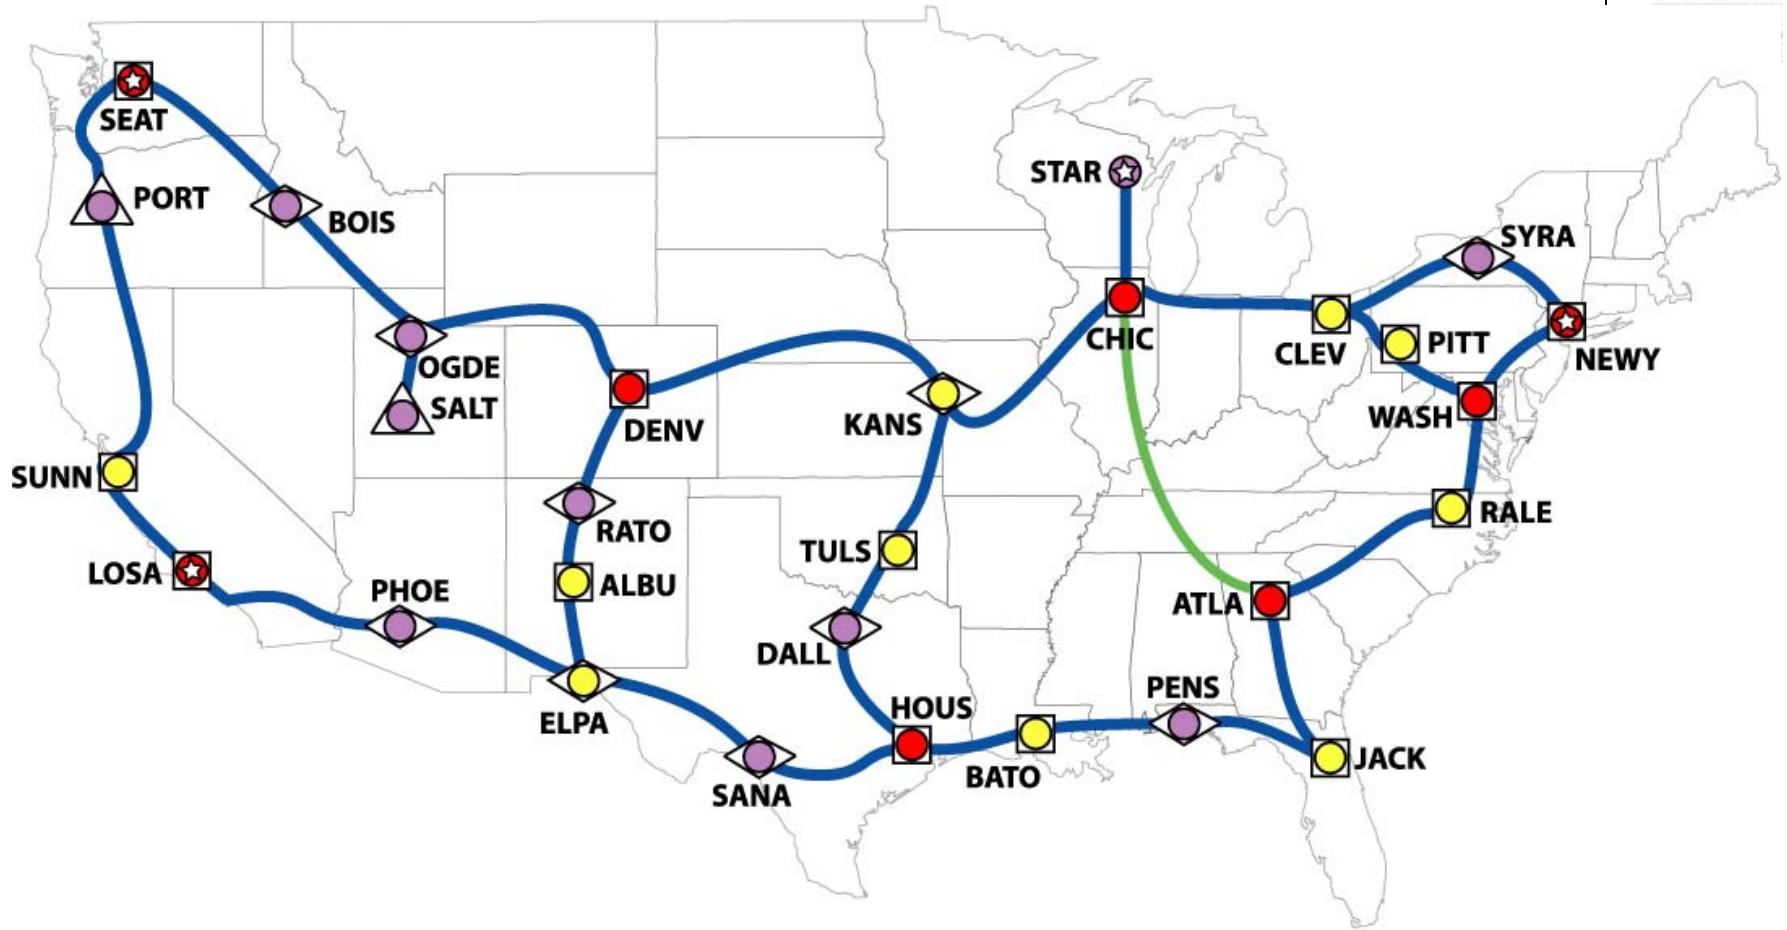 SEAT
PORT
BOIS
STAR
SYRA
OGDE
SALT
DENV
KANS
CHIC
CLEV
PITT
NEWY
WASH
SUNN
RATO
RALE
LOSA
PHOE
ALBU
TULS
ATLA
DALL
ELPA
HOUS
PENS
SANA
BATO
JACK